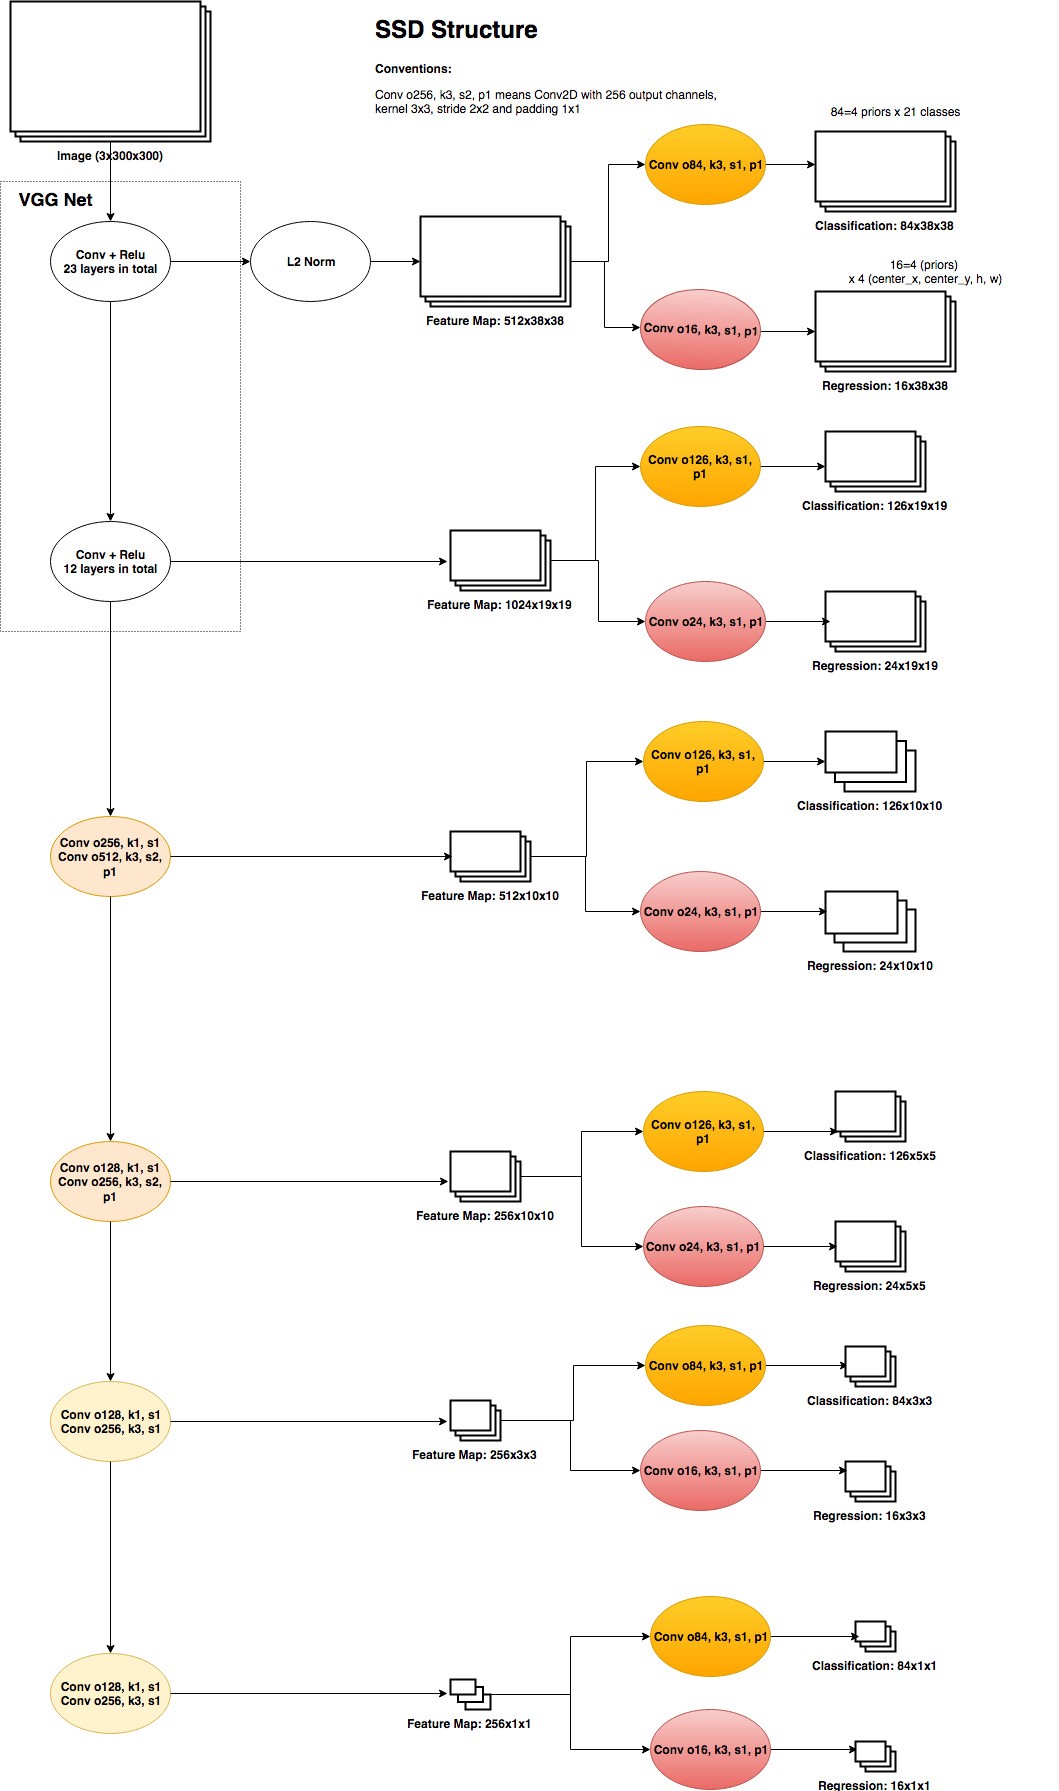 SSD Structure
Conventions:
Conv o256, k3, s2, p1 means Conv2D with 256 output channels,
kernel 3x3, stride 2x2 and padding 1x1
Image (3x300x300)
VGG Net
Conv + Relu
23 layers in total
L2 Norm
Feature Map: 512x38x38
Conv o84, k3, s1, p1
84=4 priors x 21 classes
Classification: 84x38x38
Conv o16, k3, s1, p1
16=4 (priors)
x 4 (center_x, center_y, h, w)
Regression: 16x38x38
Conv + Relu
12 layers in total
Feature Map: 1024x19x19
Conv o126, k3, s1,
p1
Classification: 126x19x19
Conv o24, k3, s1, p1
Regression: 24x19x19
Conv o256, k1, s1
Conv o512, k3, s2,
p1
Feature Map: 512x10x10
Conv o126, k3, s1,
p1
Classification: 126x10x10
Conv o24, k3, s1, p1
Regression: 24x10x10
Conv o128, k1, s1
Conv o256, k3, s2,
p1
Feature Map: 256x10x10
Conv o126, k3, s1,
p1
Classification: 126x5x5
Conv o24, k3, s1, p1
Regression: 24x5x5
Conv o128, k1, s1
Conv o256, k3, s1
Feature Map: 256x3x3
Conv o84, k3, s1, p1
Classification: 84x3x3
Conv o16, k3, s1, p1
Regression: 16x3x3
Conv o128, k1, s1
Conv o256, k3, s1
Feature Map: 256x1x1
Conv o84, k3, s1, p1
Classification: 84x1x1
Conv o16, k3, s1, p1
Regression: 16x1x1